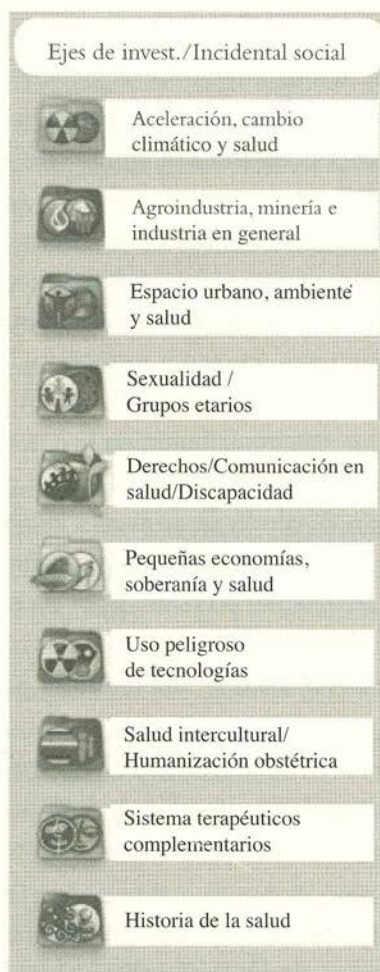 Ejes de invest./Incidental social
Aceleración, cambio
climático y salud
Agroindustria, minería e
industria en general
Espacio urbano, ambiente
y salud
Sexualidad /
Grupos etarios
Derechos/Comunicación en
salud/Discapacidad
Pequeñas economías,
soberanía y salud
Uso peligroso
de tecnologías
Salud intercultural/
Humanización obstétrica
Sistema terapéuticos
complementarios
Historia de la salud